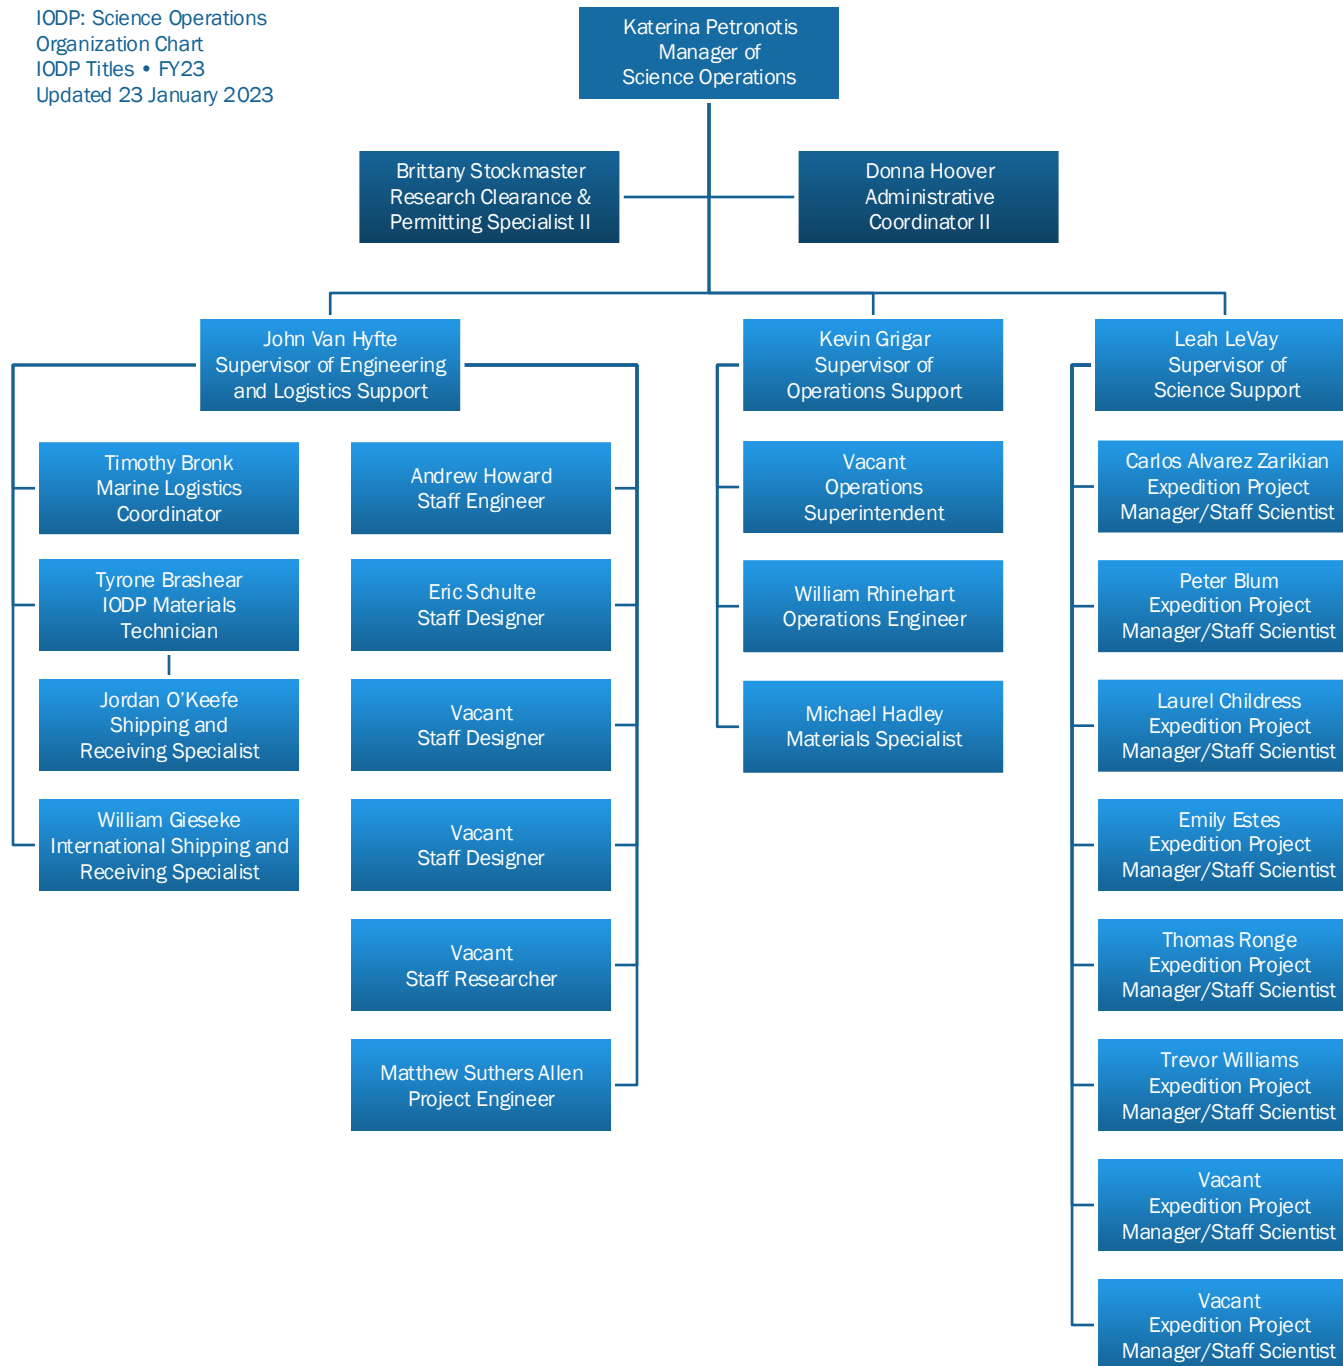 IODP: Science Operations
Organization Chart
IODP Titles • FY23
Updated 23 January 2023
Katerina Petronotis
Manager of
Science Operations
Brittany Stockmaster
Research Clearance &
Permitting Specialist II
Donna Hoover
Administrative
Coordinator II
John Van Hyfte
Supervisor of Engineering
and Logistics Support
Timothy Bronk
Marine Logistics
Coordinator
Tyrone Brashear
IODP Materials
Technician
Jordan O’Keefe
Shipping and
Receiving Specialist
William Gieseke
International Shipping and
Receiving Specialist
Andrew Howard
Staff Engineer
Eric Schulte
Staff Designer
Vacant
Staff Designer
Vacant
Staff Designer
Vacant
Staff Researcher
Matthew Suthers Allen
Project Engineer
Kevin Grigar
Supervisor of
Operations Support
Vacant
Operations
Superintendent
William Rhinehart
Operations Engineer
Michael Hadley
Materials Specialist
Leah LeVay
Supervisor of
Science Support
Carlos Alvarez Zarikian
Expedition Project
Manager/Staff Scientist
Peter Blum
Expedition Project
Manager/Staff Scientist
Laurel Childress
Expedition Project
Manager/Staff Scientist
Emily Estes
Expedition Project
Manager/Staff Scientist
Thomas Ronge
Expedition Project
Manager/Staff Scientist
Trevor Williams
Expedition Project
Manager/Staff Scientist
Vacant
Expedition Project
Manager/Staff Scientist
Vacant
Expedition Project
Manager/Staff Scientist